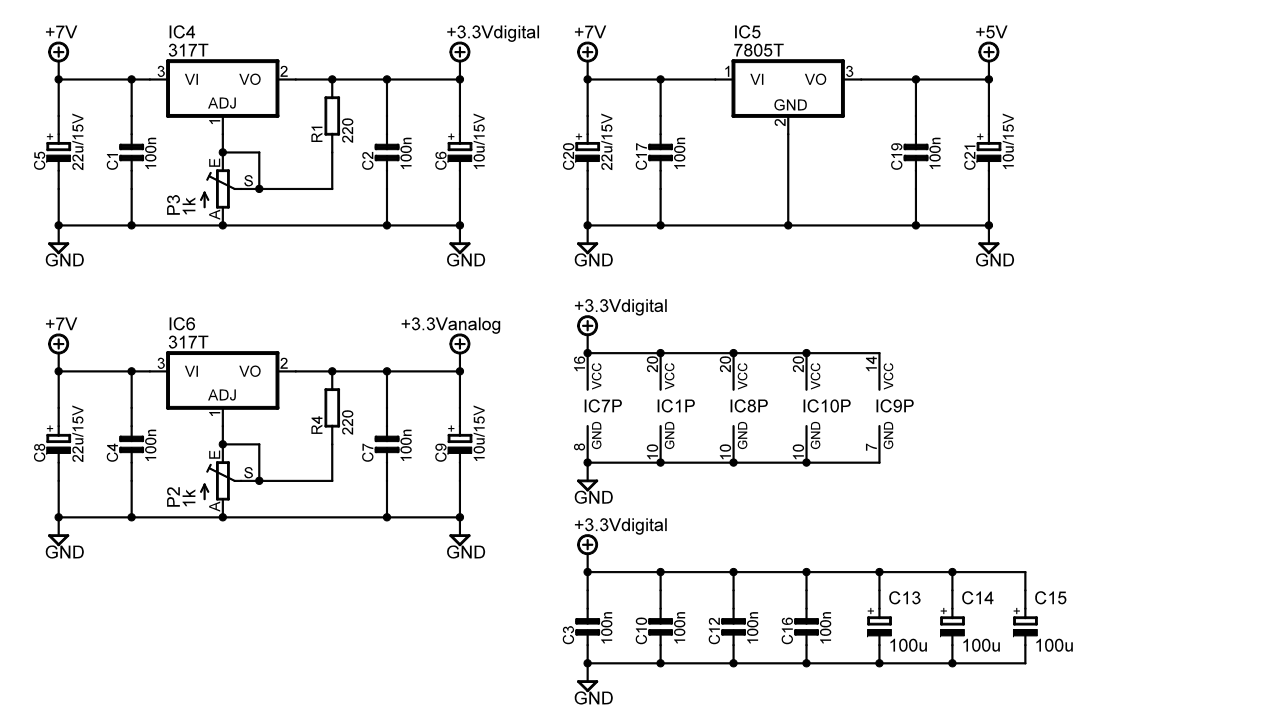 +7V
IC4
317T
+3.3Vdigital
3
VI
VO
2
ADJ
1
C5
22u/15V
+
C1
100n
E
S
A
P3
1k
R1
220
C2
100n
C6
10u/15V
+
GND
GND
+7V
IC5
7805T
+5V
1
VI
VO
3
GND
2
C20
22u/15V
+
C17
100n
C19
100n
C21
10u/15V
+
GND
GND
+7V
IC6
317T
+3.3Vanalog
3
VI
VO
2
ADJ
1
C8
22u/15V
+
C4
100n
E
S
A
P2
1k
R4
220
C7
100n
C9
10u/15V
+
GND
GND
+3.3Vdigital
16
VCC
20
VCC
20
VCC
20
VCC
14
VCC
IC7P
IC1P
IC8P
IC10P
IC9P
8
GND
10
GND
10
GND
10
GND
7
GND
GND
+3.3Vdigital
C3
100n
C10
100n
C12
100n
C16
100n
C13
+
100u
C14
+
100u
C15
+
100u
GND